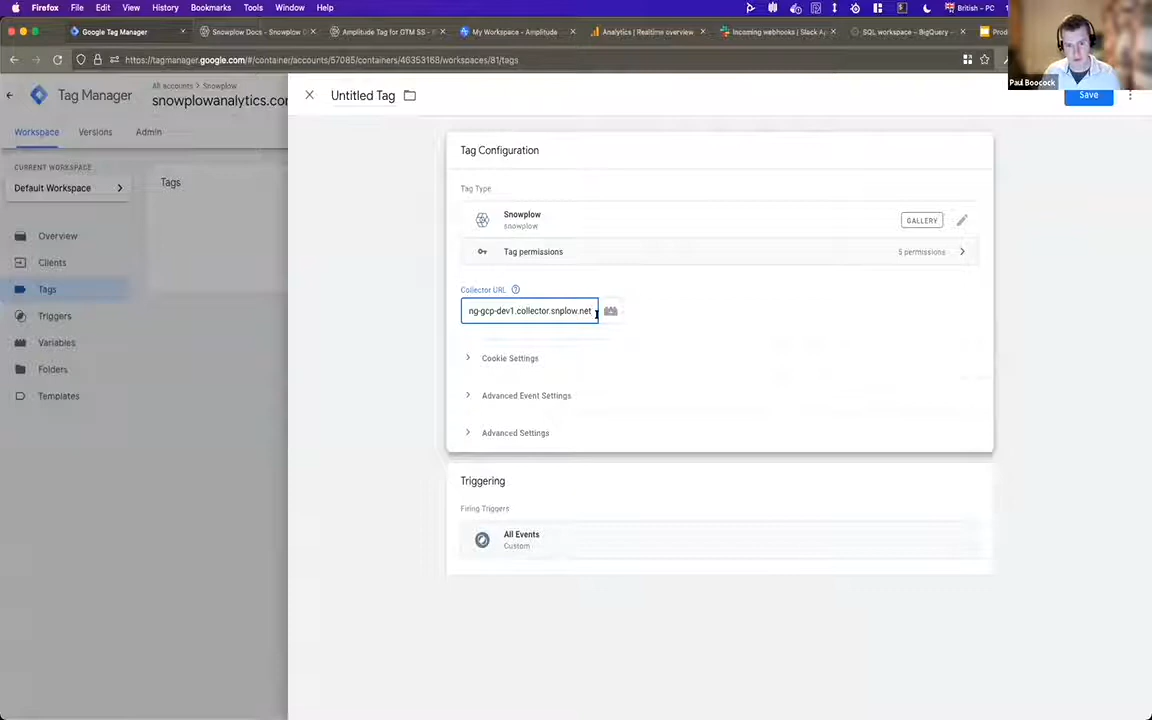 Firefox File Edit View History Bookmarks Tools Window Help British – PC
Google Tag Manager Snowplow Docs - Snowplow Amplitude Tag for GTM SS - My Workspace - Amplitude Analytics | Realtime overview Incoming webhooks | Slack SQL workspace – BigQuery –
https://tagmanager.google.com/#/container/accounts/57085/containers/46353168/workspaces/81/tags
Paul Boocock
Tag Manager
All accounts > Snowplow
snowplowanalytics.co
Untitled Tag
Save
Workspace Versions Admin
CURRENT WORKSPACE
Default Workspace
Overview
Clients
Tags
Triggers
Variables
Folders
Templates
Tags
Tag Configuration
Tag Type
Snowplow
snowplow
GALLERY
Tag permissions
5 permissions
Collector URL
ng-gcp-dev1.collector.snplow.net
Cookie Settings
Advanced Event Settings
Advanced Settings
Triggering
Firing Triggers
All Events
Custom